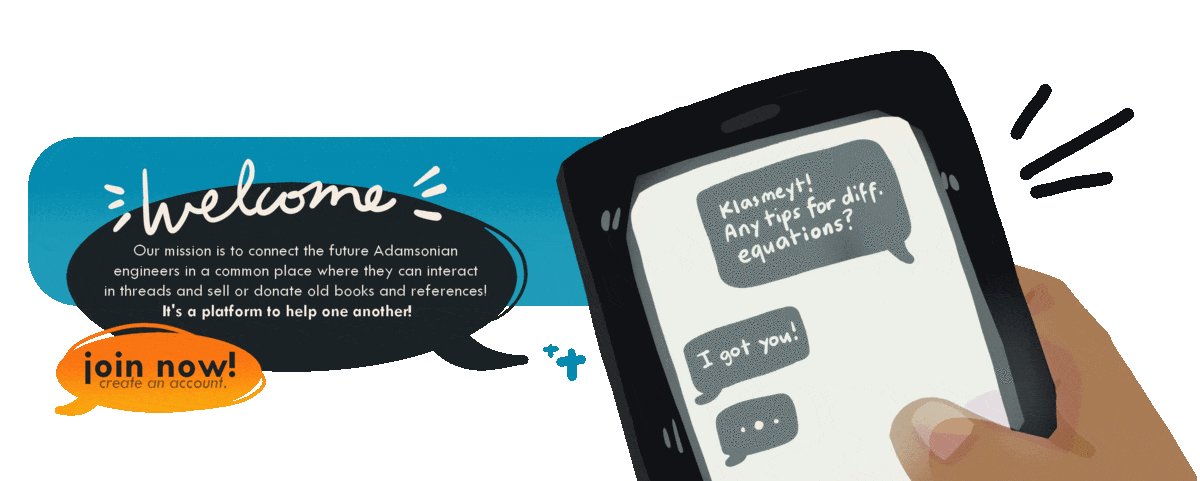 welcome
Our mission is to connect the future Adamsonian
engineers in a common place where they can interact
in threads and sell or donate old books and references!
It's a platform to help one another!
join now!
create an account.
Klasmeyt!
Any tips for diff.
equations?
I got you!
...